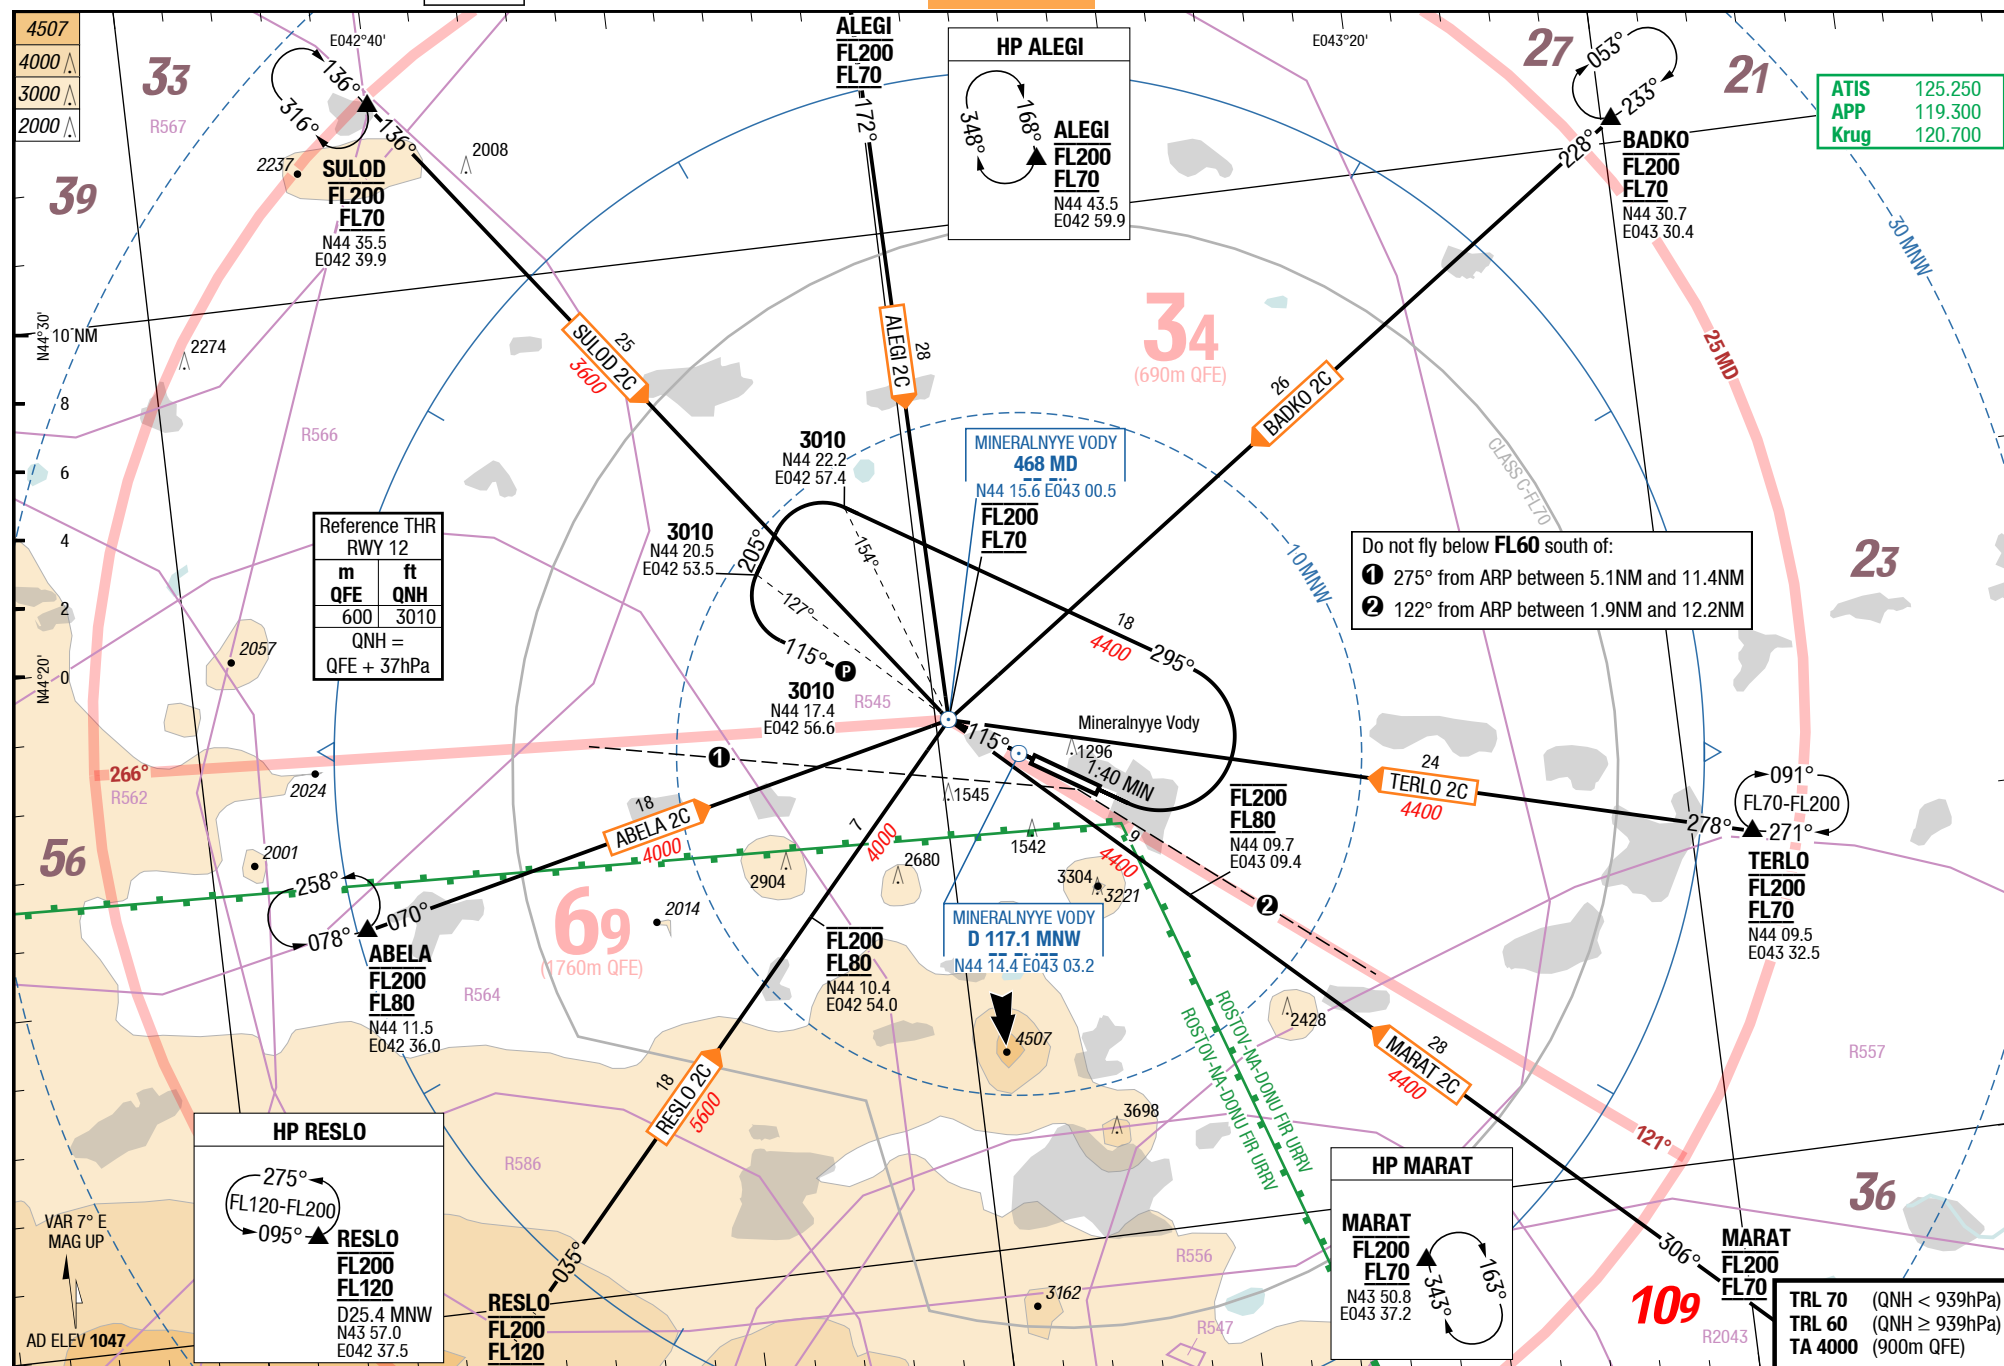 4507
4000
3000
2000
33
R567
39
E042°40'
136°
316°
136°
2237
SULOD
FL200
FL70
N44 35.5
E042 39.9
2008
ALEGI
FL200
FL70
172°
HP ALEGI
348°
168°
ALEGI
FL200
FL70
N44 43.5
E042 59.9
E043°20'
27
053°
233°
21
228°
BADKO
FL200
FL70
N44 30.7
E043 30.4
ATIS 125.250
APP 119.300
Krug 120.700
30 MNW
N44°30'
10 NM
8
6
4
2
0
N44°20'
2274
R566
25
SULOD 2C
3600
28
ALEGI 2C
34
(690m QFE)
26
BADKO 2C
25 MD
CLASS C-FL70
3010
N44 22.2
E042 57.4
MINERALNYYE VODY
468 MD
N44 15.6 E043 00.5
FL200
FL70
3010
N44 20.5
E042 53.5
205°
154°
127°
115°
P
3010
N44 17.4
E042 56.6
R545
Reference THR
RWY 12
m ft
QFE QNH
600 3010
QNH =
QFE + 37hPa
2057
10 MNW
Do not fly below FL60 south of:
1 275° from ARP between 5.1NM and 11.4NM
2 122° from ARP between 1.9NM and 12.2NM
23
18
4400
295°
Mineralnyye Vody
115°
1296
1:40 MIN
1545
1
266°
R562
2024
2001
56
258°
078°
070°
ABELA
FL200
FL80
N44 11.5
E042 36.0
18
ABELA 2C
4000
7
4000
2904
2680
1542
9
4400
3304
3221
FL200
FL80
N44 09.7
E043 09.4
24
TERLO 2C
4400
278°
091°
FL70-FL200
271°
TERLO
FL200
FL70
N44 09.5
E043 32.5
2
69
(1760m QFE)
2014
R564
FL200
FL80
N44 10.4
E042 54.0
MINERALNYYE VODY
D 117.1 MNW
N44 14.4 E043 03.2
4507
2428
ROSTOV-NA-DONU FIR URRV
ROSTOV-NA-DONU FIR URRV
28
MARAT 2C
4400
R557
18
RESLO 2C
5600
3698
121°
R586
HP RESLO
275°
FL120-FL200
095°
RESLO
FL200
FL120
D25.4 MNW
N43 57.0
E042 37.5
VAR 7° E
MAG UP
AD ELEV 1047
035°
RESLO
FL200
FL120
3162
R556
R547
HP MARAT
MARAT
FL200
FL70
N43 50.8
E043 37.2
343°
163°
36
306°
MARAT
FL200
FL70
109
R2043
TRL 70 (QNH < 939hPa)
TRL 60 (QNH ≥ 939hPa)
TA 4000 (900m QFE)